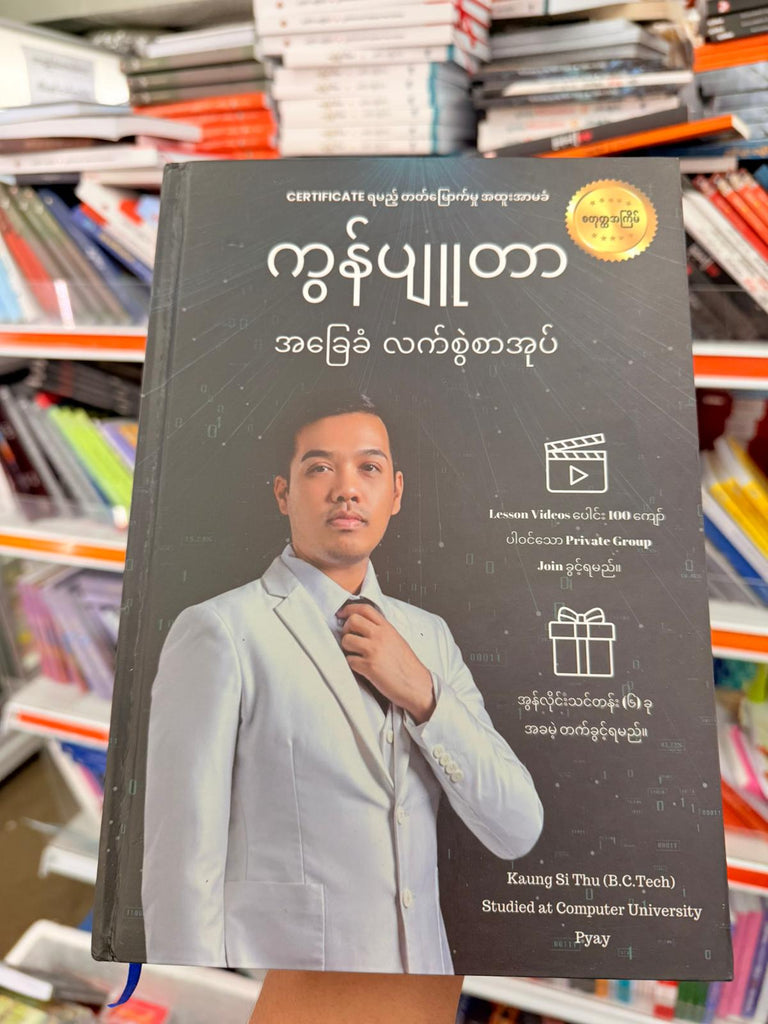 CERTIFICATE ရမည့် တတ်မြောက်မှု အထူးအာမခံ
စတုတ္ထအကြိမ်
ကွန်ပျူတာ
အခြေခံ လက်စွဲစာအုပ်
Lesson Videos ပေါင်း 100 ကျော်
ပါဝင်သော Private Group
Join ခွင့်ရမည်။
အွန်လိုင်းသင်တန်း (၆) ခု
အခမဲ့ တက်ခွင့်ရမည်။
Kaung Si Thu (B.C.Tech)
Studied at Computer University
Pyay